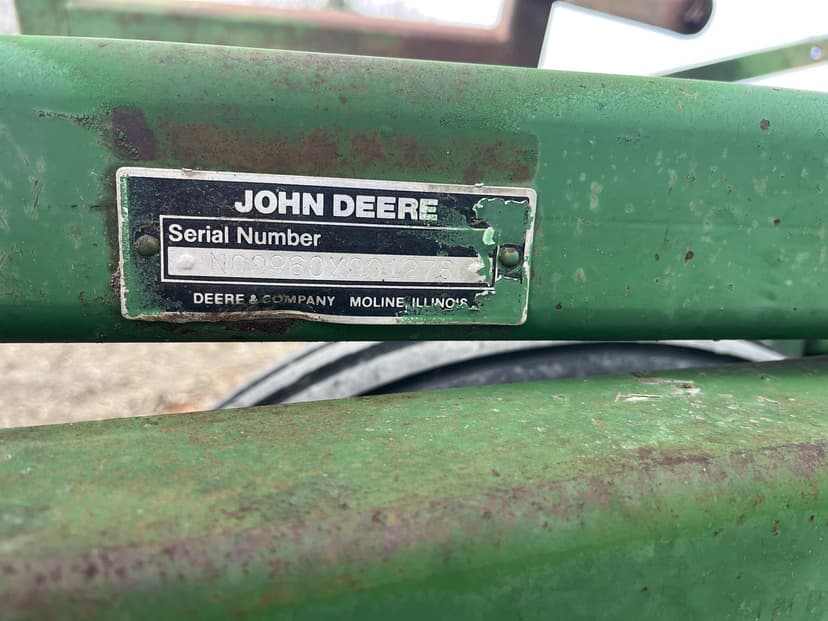 JOHN DEERE
Serial Number
DEERE & COMPANY MOLINE, ILLINOIS